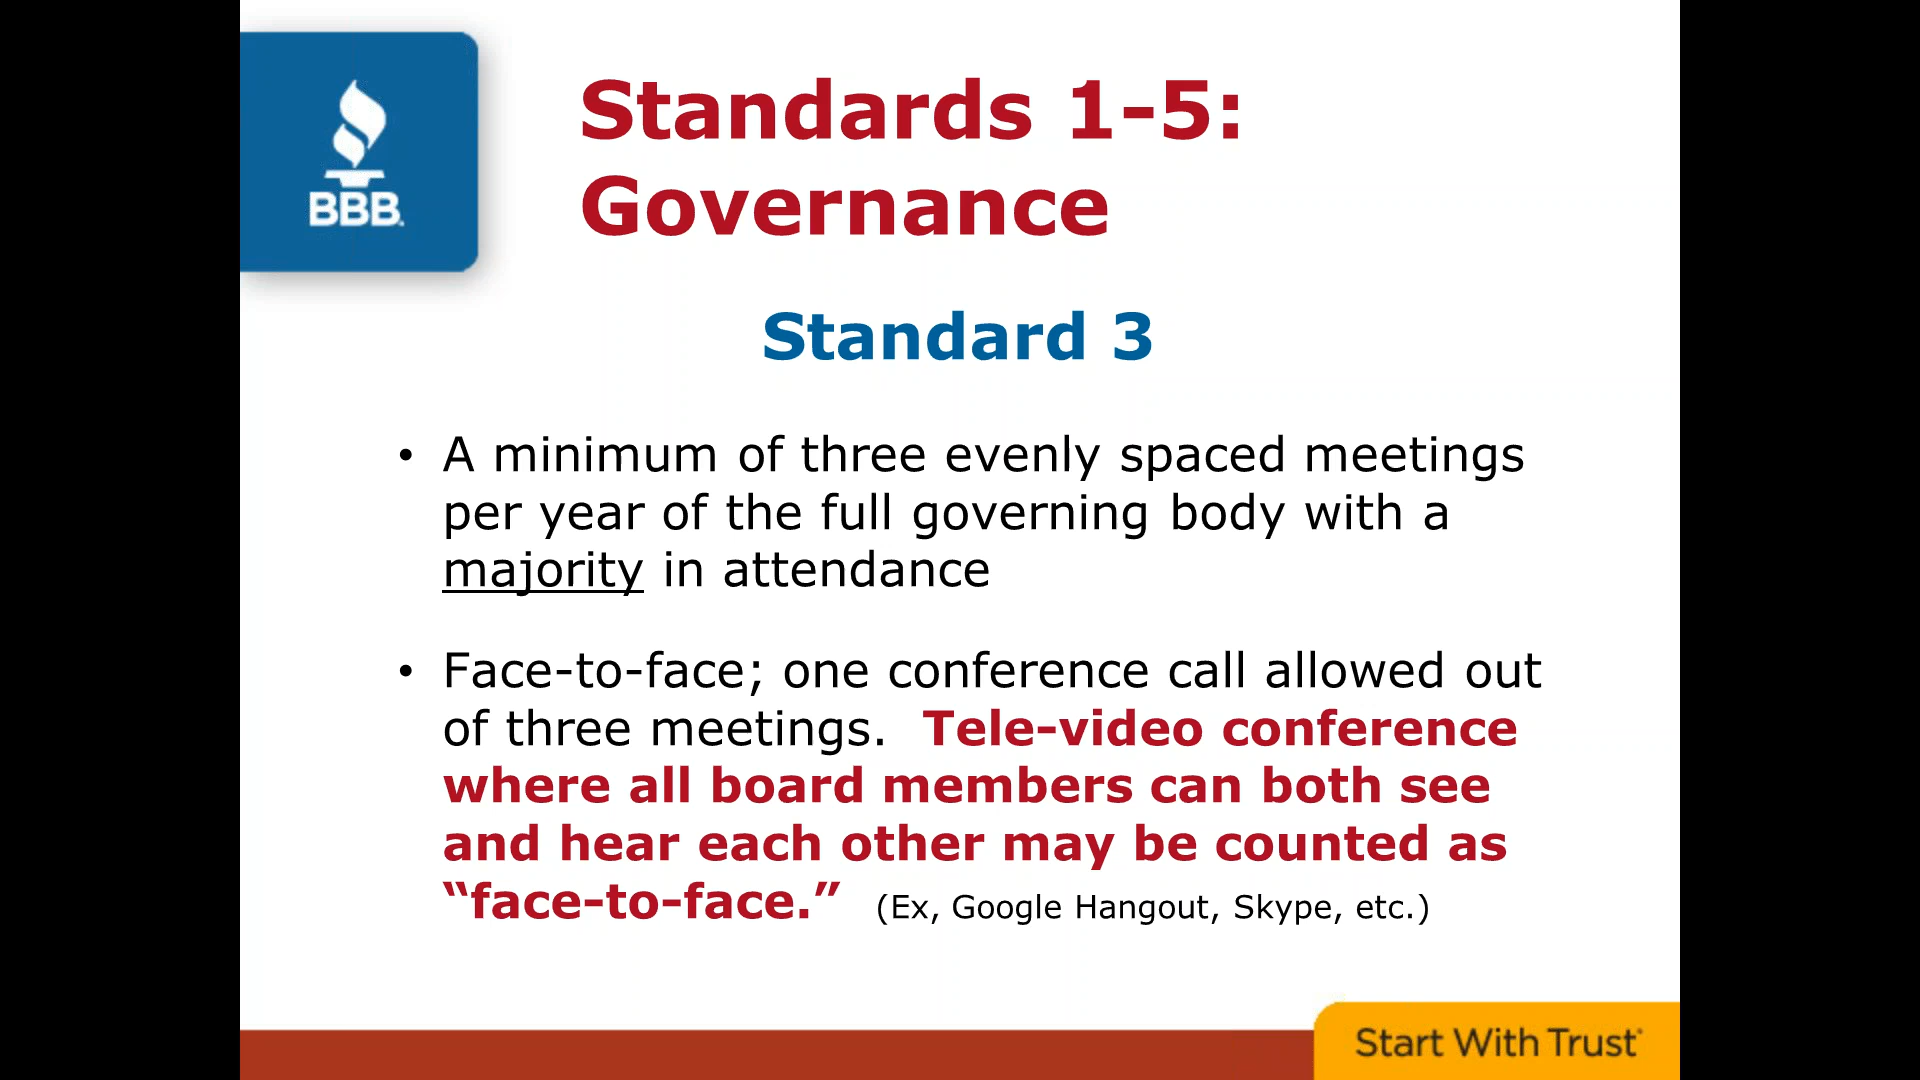 BBB.
Standards 1-5:
Governance
Standard 3
• A minimum of three evenly spaced meetings
per year of the full governing body with a
majority in attendance
• Face-to-face; one conference call allowed out
of three meetings. Tele-video conference
where all board members can both see
and hear each other may be counted as
“face-to-face.” (Ex, Google Hangout, Skype, etc.)
Start With Trust